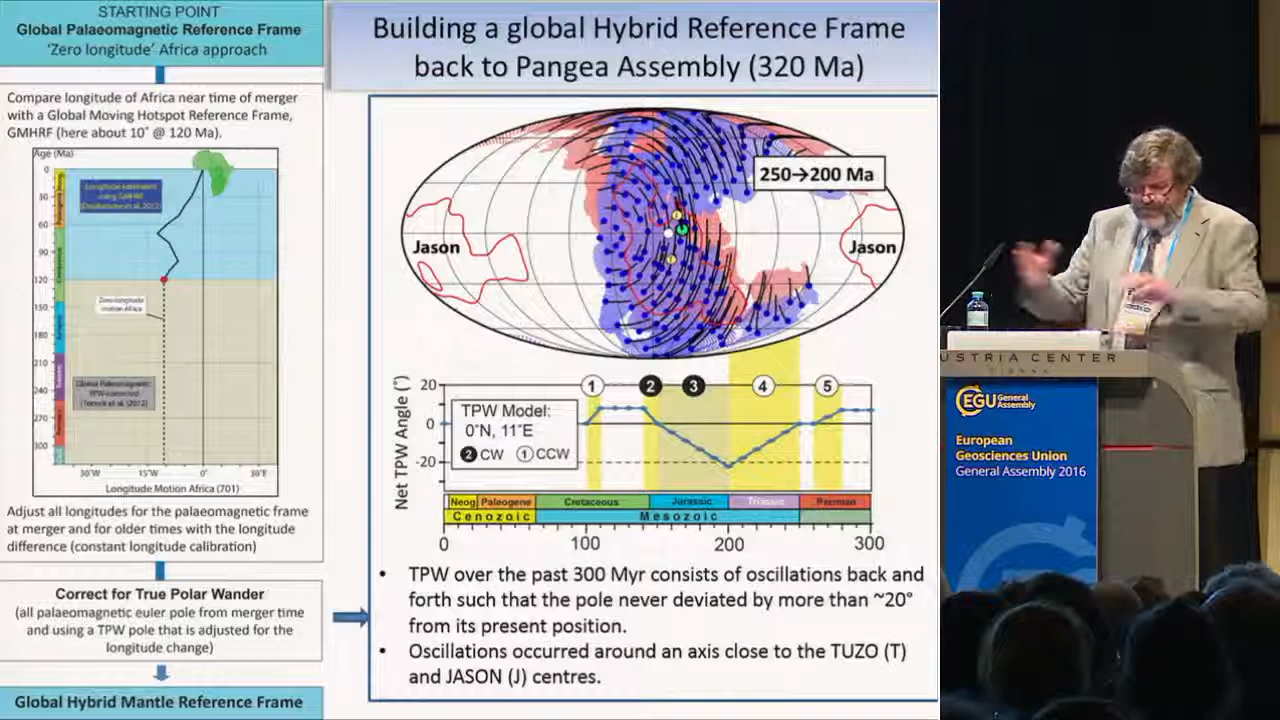 STARTING POINT
Global Palaeomagnetic Reference Frame
'Zero longitude' Africa approach
Compare longitude of Africa near time of merger
with a Global Moving Hotspot Reference Frame,
GMHRF (here about 10° @ 120 Ma).
Age (Ma)
0
30
60
90
120
150
180
210
240
270
300
Zero longitude
motion Africa
30°W
15°W
0°
Longitude Motion Africa (701)
Adjust all longitudes for the palaeomagnetic frame
at merger and for older times with the longitude
difference (constant longitude calibration)
Correct for True Polar Wander
(all palaeomagnetic euler pole from merger time
and using a TPW pole that is adjusted for the
longitude change)
Global Hybrid Mantle Reference Frame
Building a global Hybrid Reference Frame
back to Pangea Assembly (320 Ma)
250→200 Ma
Jason
Jason
Net TPW Angle (°)
20
0
-20
1
2
3
4
5
TPW Model:
0°N, 11°E
2 CW 1 CCW
Neog Paleogene Cretaceous Jurassic Triassic Permian
Cenozoic Mesozoic
0 100 200 300
• TPW over the past 300 Myr consists of oscillations back and
forth such that the pole never deviated by more than ~20°
from its present position.
• Oscillations occurred around an axis close to the TUZO (T)
and JASON (J) centres.
USTRIA CENTER
EGU General
Assembly
European
Geosciences Union
General Assembly 2016